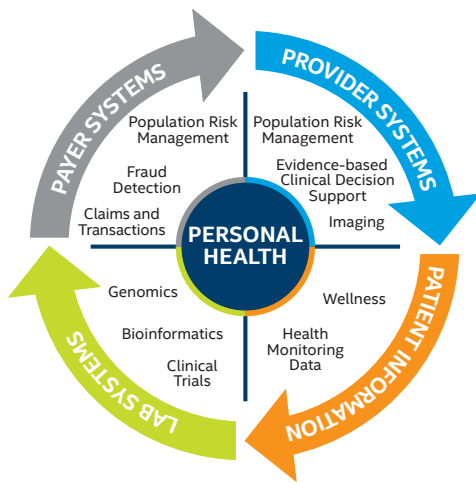 PAYER SYSTEMS
Population Risk
Management
Fraud
Detection
Claims and
Transactions
PROVIDER SYSTEMS
Population Risk
Management
Evidence-based
Clinical Decision
Support
Imaging
PERSONAL
HEALTH
PATIENT INFORMATION
Wellness
Health
Monitoring
Data
LAB SYSTEMS
Genomics
Bioinformatics
Clinical
Trials